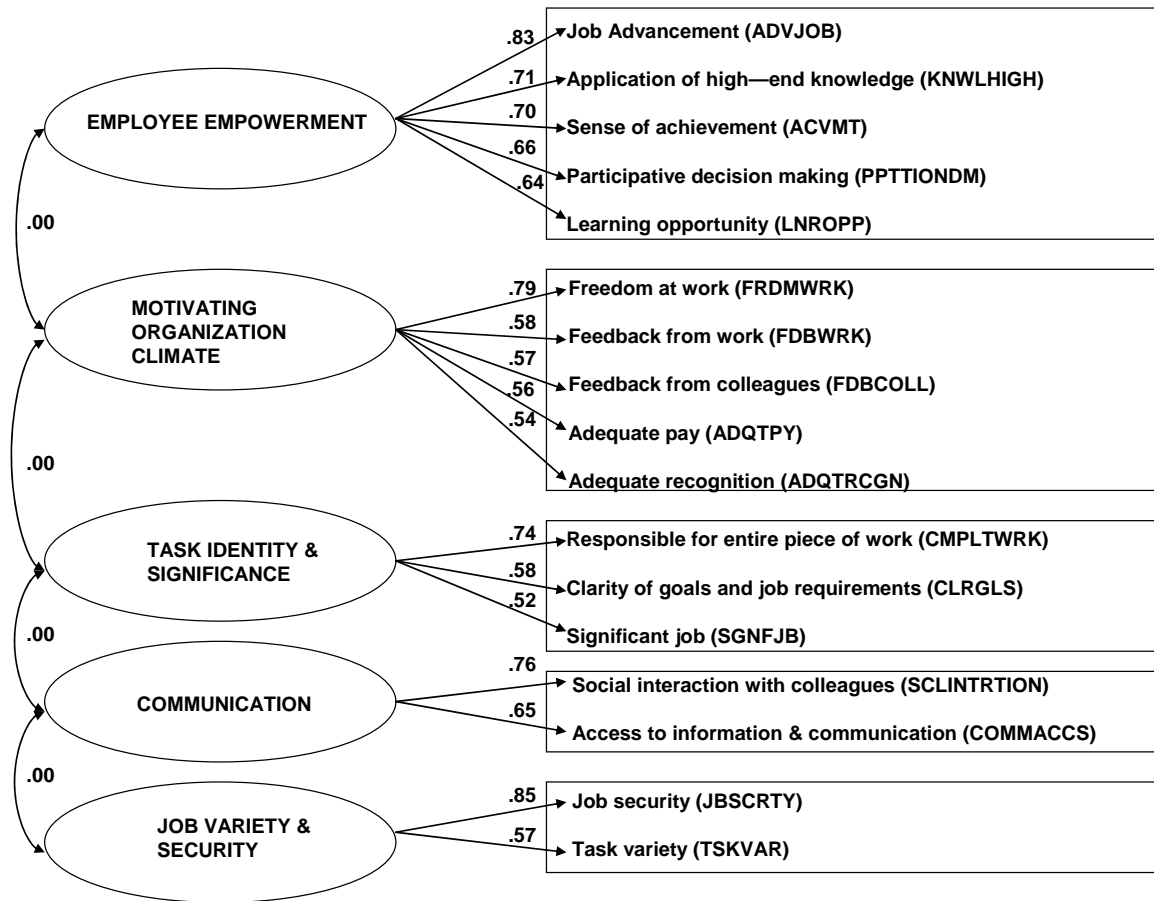 .83
Job Advancement (ADVJOB)
.71
Application of high—end knowledge (KNWLHIGH)
EMPLOYEE EMPOWERMENT
.70
Sense of achievement (ACVMT)
.66
Participative decision making (PPTTIONDM)
.64
Learning opportunity (LNROPP)
.00
.79
Freedom at work (FRDMWRK)
MOTIVATING
ORGANIZATION
CLIMATE
.58
Feedback from work (FDBWRK)
.57
Feedback from colleagues (FDBCOLL)
.56
Adequate pay (ADQTPY)
.54
Adequate recognition (ADQTRCGN)
.00
TASK IDENTITY &
SIGNIFICANCE
.74
Responsible for entire piece of work (CMPLTWRK)
.58
Clarity of goals and job requirements (CLRGLS)
.52
Significant job (SGNFJB)
.00
COMMUNICATION
.76
Social interaction with colleagues (SCLINTRTION)
.65
Access to information & communication (COMMACCS)
.00
JOB VARIETY &
SECURITY
.85
Job security (JBSCRTY)
.57
Task variety (TSKVAR)